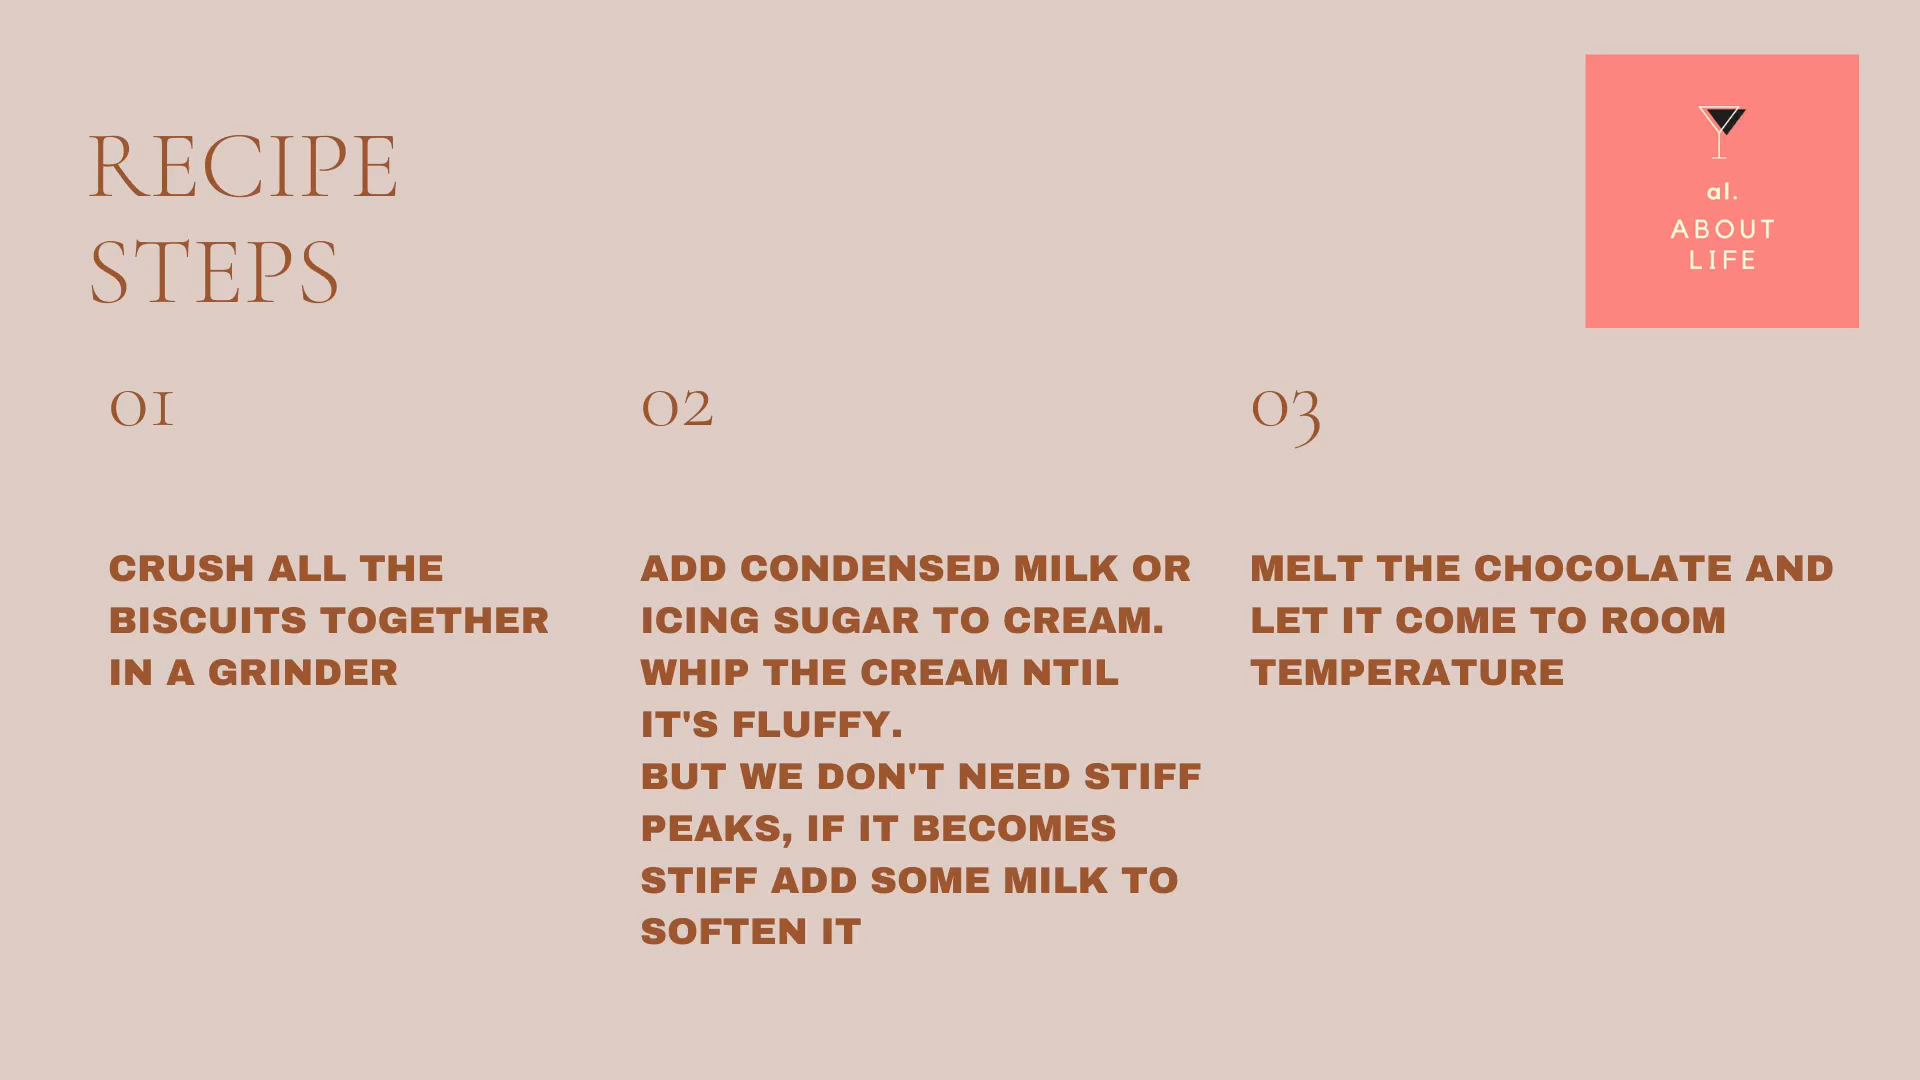 RECIPE
STEPS
al.
ABOUT
LIFE
01
CRUSH ALL THE
BISCUITS TOGETHER
IN A GRINDER
02
ADD CONDENSED MILK OR
ICING SUGAR TO CREAM.
WHIP THE CREAM NTIL
IT'S FLUFFY.
BUT WE DON'T NEED STIFF
PEAKS, IF IT BECOMES
STIFF ADD SOME MILK TO
SOFTEN IT
03
MELT THE CHOCOLATE AND
LET IT COME TO ROOM
TEMPERATURE